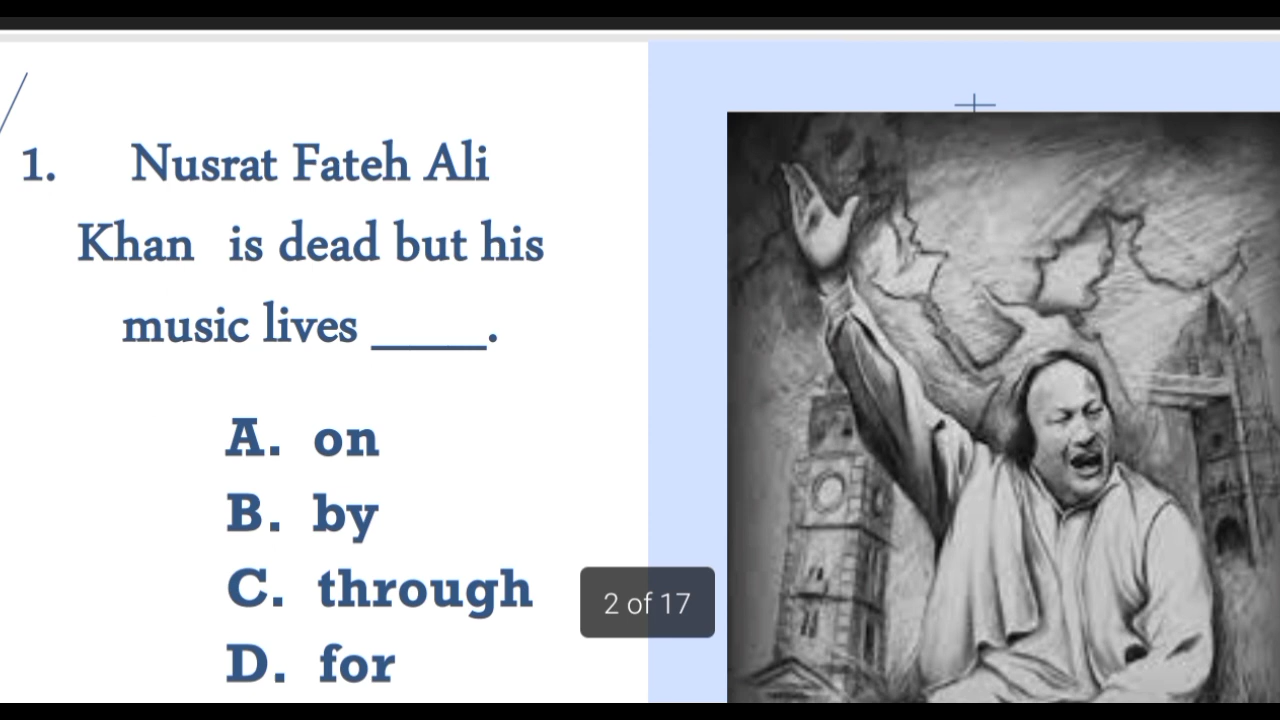 1. Nusrat Fateh Ali
Khan is dead but his
music lives _____.
A. on
B. by
C. through
D. for
2 of 17